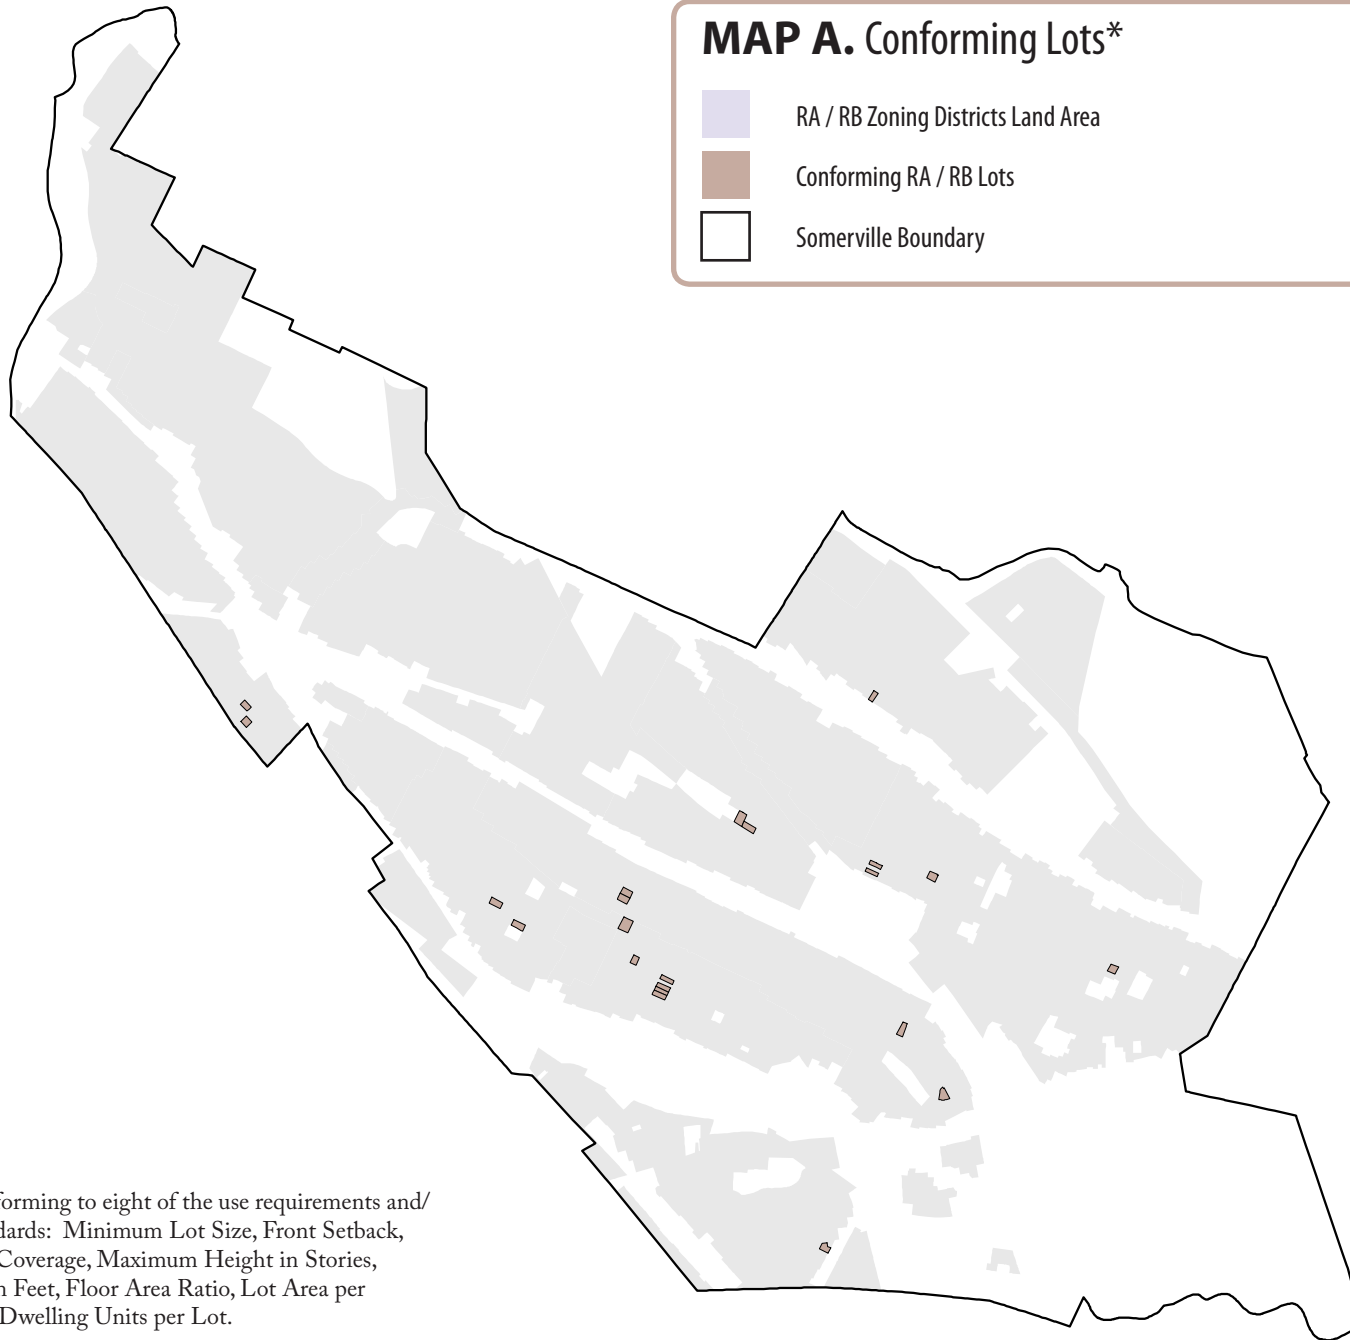 MAP A. Conforming Lots*
RA / RB Zoning Districts Land Area
Conforming RA / RB Lots
Somerville Boundary
forming to eight of the use requirements and/
dards: Minimum Lot Size, Front Setback,
Coverage, Maximum Height in Stories,
n Feet, Floor Area Ratio, Lot Area per
Dwelling Units per Lot.